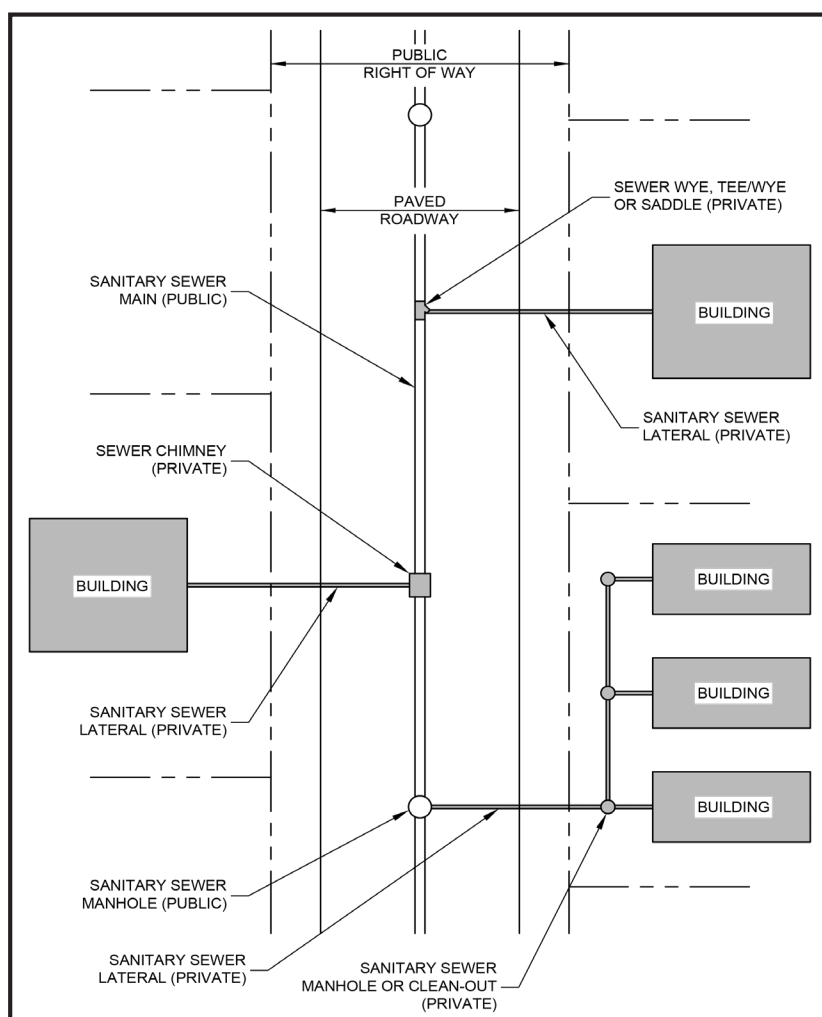 PUBLIC
RIGHT OF WAY
SEWER WYE, TEE/WYE
OR SADDLE (PRIVATE)
PAVED
ROADWAY
SANITARY SEWER
MAIN (PUBLIC)
BUILDING
SANITARY SEWER
LATERAL (PRIVATE)
SEWER CHIMNEY
(PRIVATE)
BUILDING
BUILDING
BUILDING
SANITARY SEWER
LATERAL (PRIVATE)
BUILDING
SANITARY SEWER
MANHOLE (PUBLIC)
SANITARY SEWER
LATERAL (PRIVATE)
SANITARY SEWER
MANHOLE OR CLEAN-OUT
(PRIVATE)